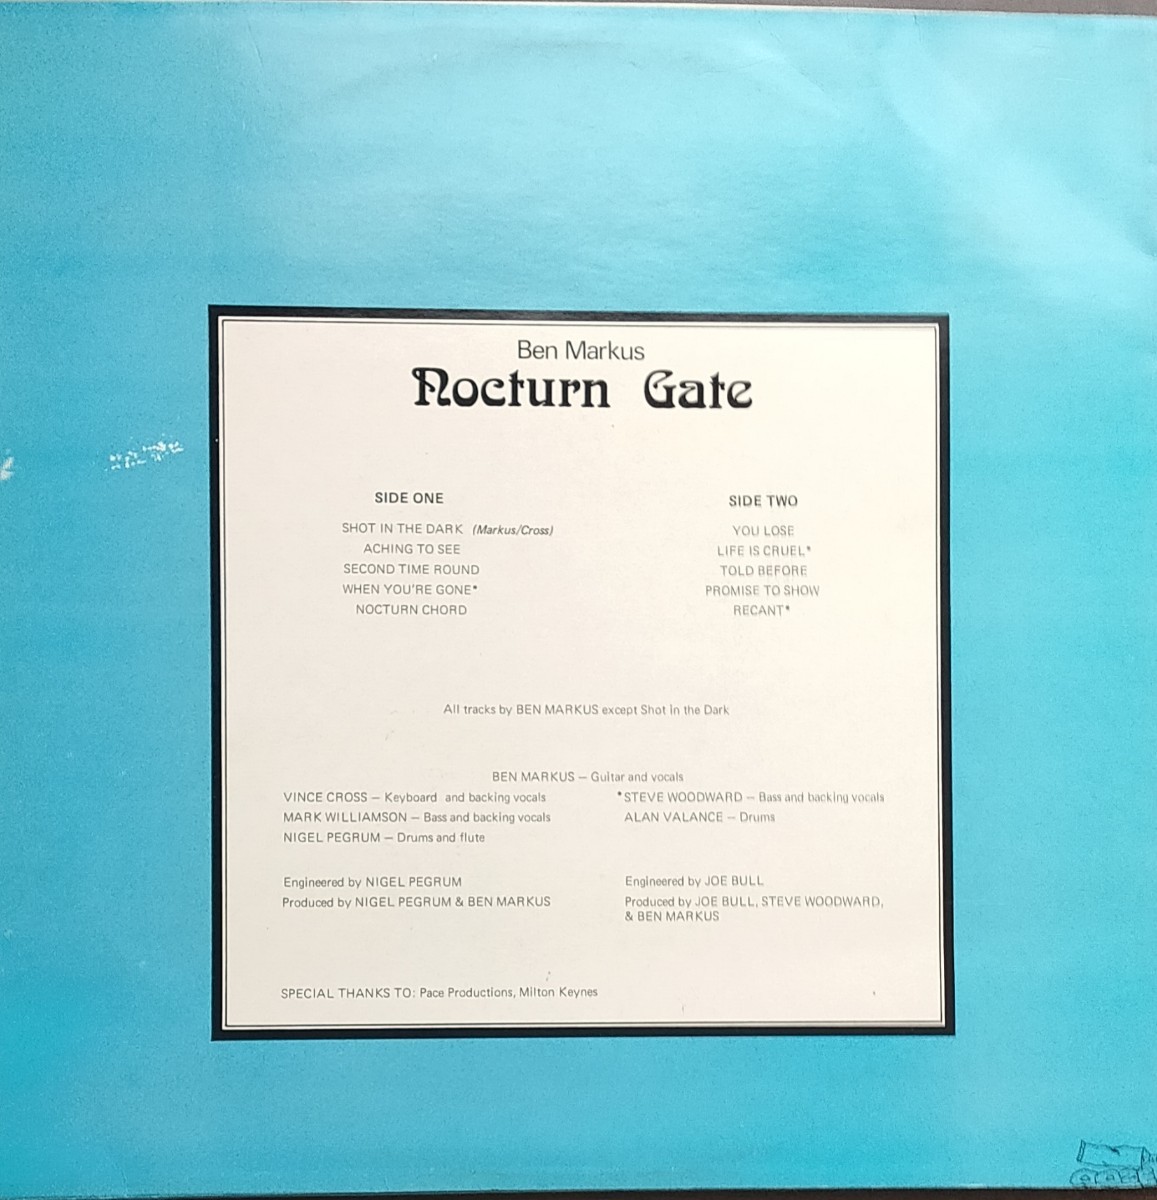 Ben Markus
Nocturn Gate
SIDE ONE
SHOT IN THE DARK (Markus/Cross)
ACHING TO SEE
SECOND TIME ROUND
WHEN YOU'RE GONE*
NOCTURN CHORD
SIDE TWO
YOU LOSE
LIFE IS CRUEL*
TOLD BEFORE
PROMISE TO SHOW
RECANT*
All tracks by BEN MARKUS except Shot in the Dark
BEN MARKUS — Guitar and vocals
VINCE CROSS — Keyboard and backing vocals
MARK WILLIAMSON — Bass and backing vocals
NIGEL PEGRUM — Drums and flute
*STEVE WOODWARD — Bass and backing vocals
ALAN VALANCE — Drums
Engineered by NIGEL PEGRUM
Produced by NIGEL PEGRUM & BEN MARKUS
Engineered by JOE BULL
Produced by JOE BULL, STEVE WOODWARD,
& BEN MARKUS
SPECIAL THANKS TO: Pace Productions, Milton Keynes